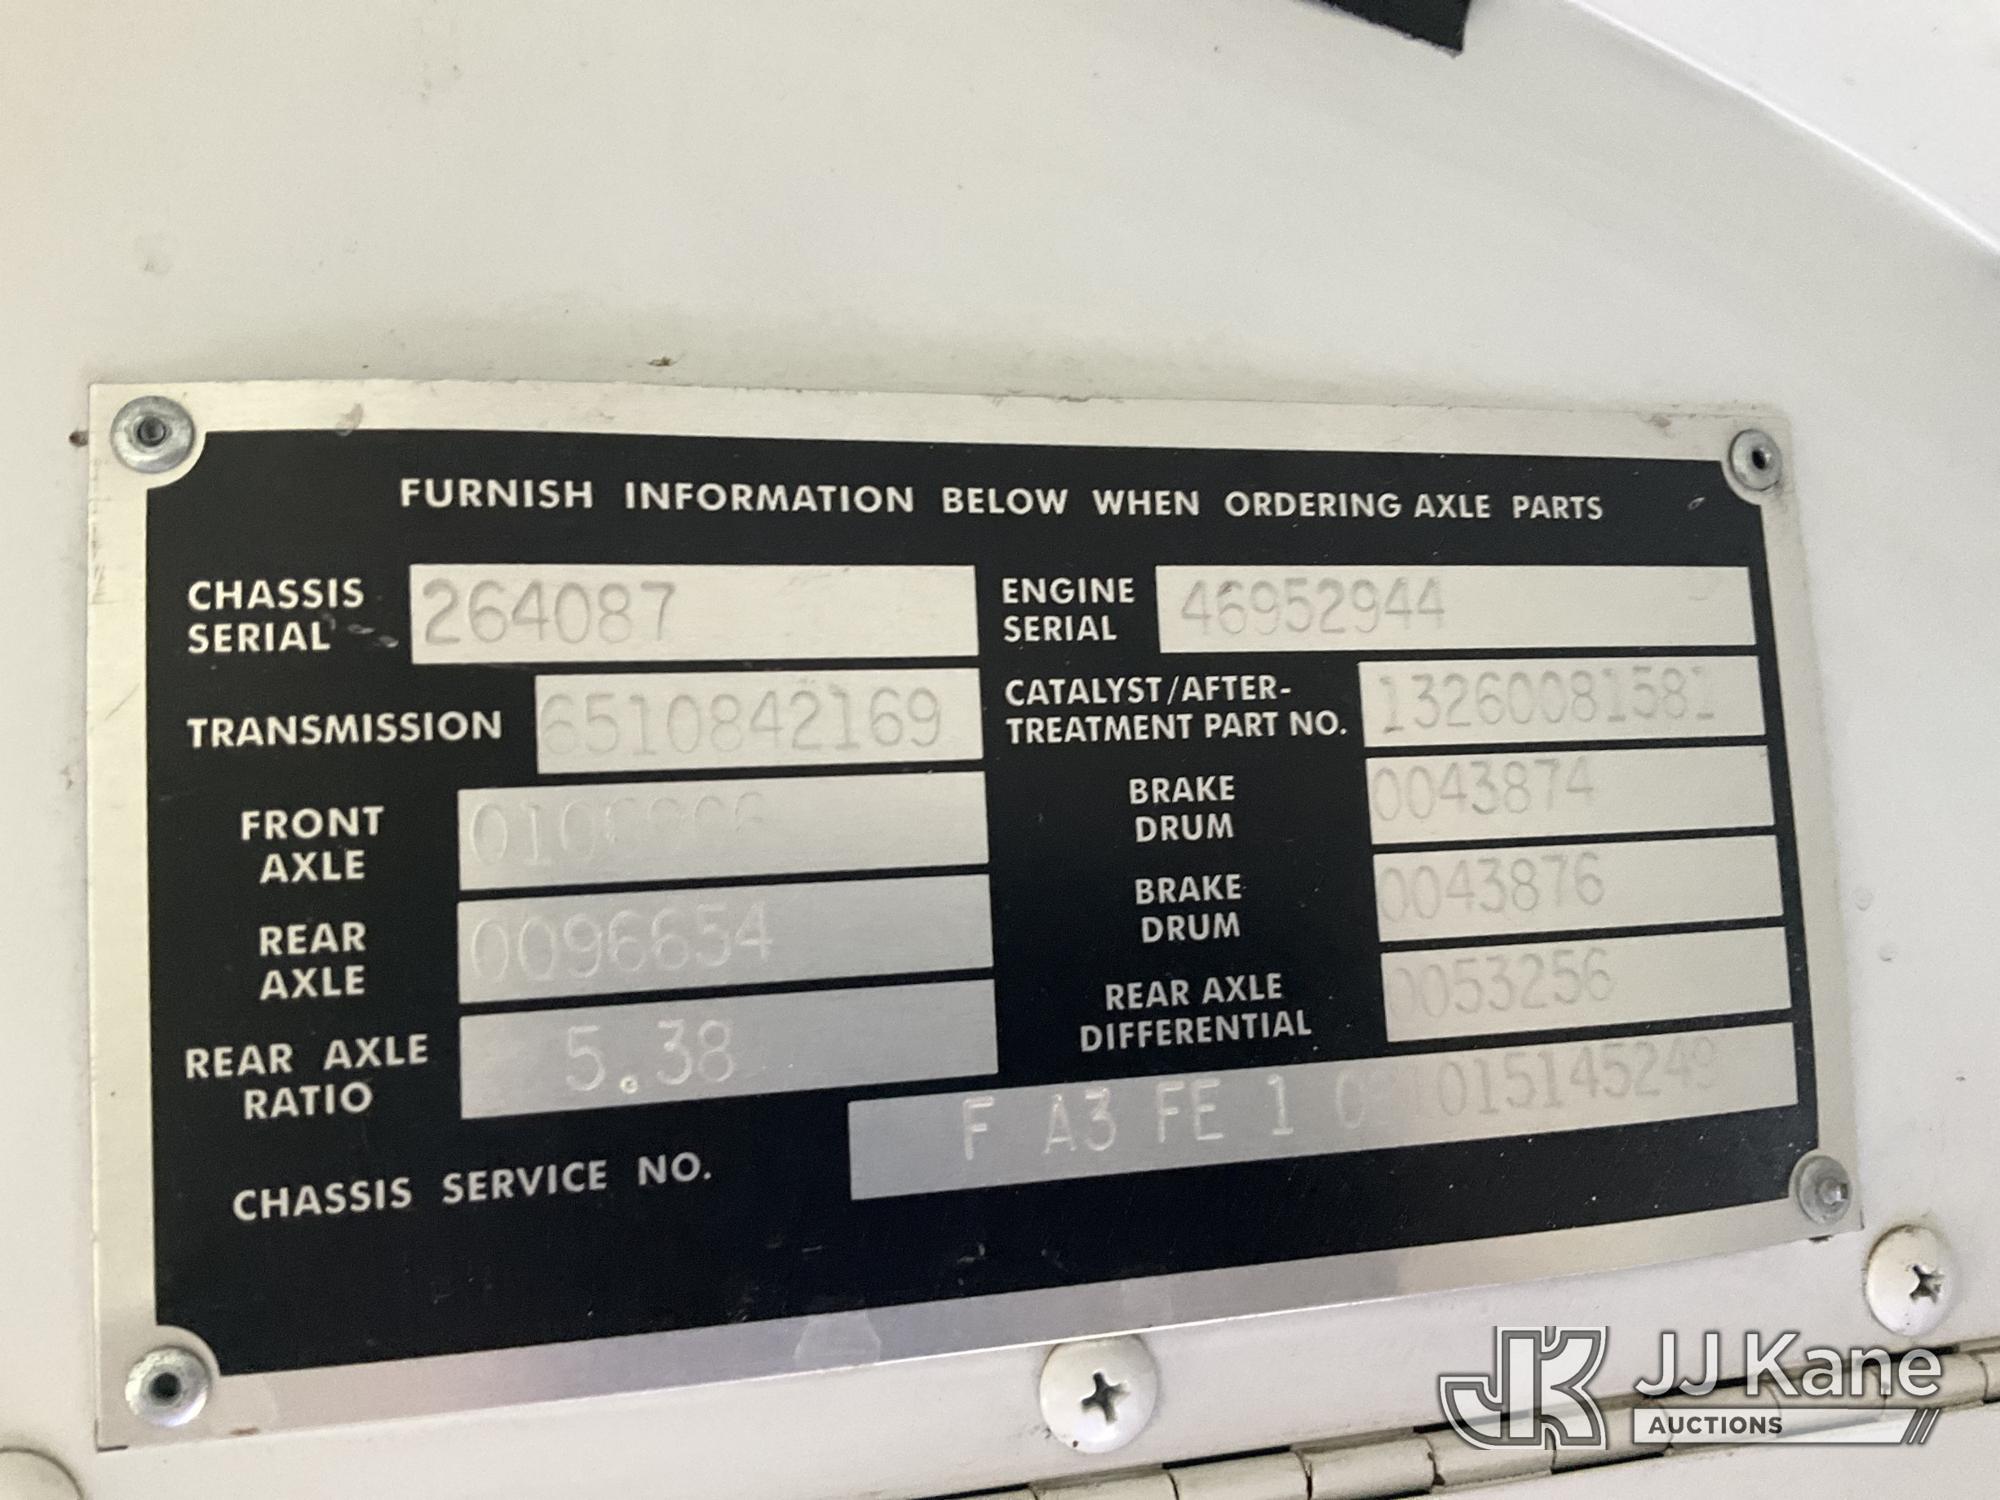 FURNISH INFORMATION BELOW WHEN ORDERING AXLE PARTS
CHASSIS SERIAL 264087
ENGINE SERIAL 46952944
TRANSMISSION 6510842169
CATALYST/AFTER-
TREATMENT PART NO. 13260081581
FRONT AXLE
BRAKE DRUM 0043874
REAR AXLE 0096654
BRAKE DRUM 0043876
REAR AXLE RATIO 5.38
REAR AXLE DIFFERENTIAL 0053256
CHASSIS SERVICE NO. F A3 FE 1
JK JJ Kane
AUCTIONS